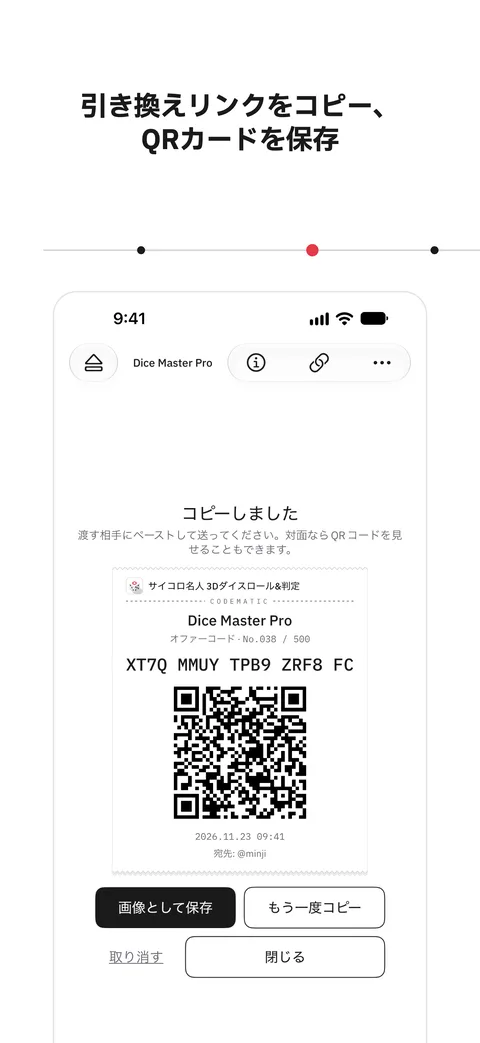 引き換えリンクをコピー、
QRカードを保存
9:41
Dice Master Pro
コピーしました
渡す相手にペーストして送ってください。対面ならQRコードを見
せることもできます。
サイコロ名人 3Dダイスロール&判定
CODEMATIC
Dice Master Pro
オファーコード · No.038 / 500
XT7Q MMUY TPB9 ZRF8 FC
2026.11.23 09:41
宛先: @minji
画像として保存
もう一度コピー
取り消す
閉じる